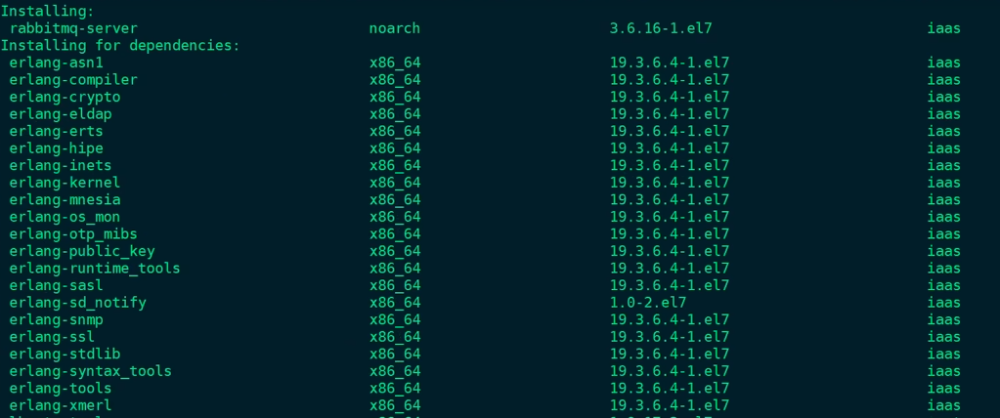 Installing:
rabbitmq-server noarch 3.6.16-1.el7 iaas
Installing for dependencies:
erlang-asn1 x86_64 19.3.6.4-1.el7 iaas
erlang-compiler x86_64 19.3.6.4-1.el7 iaas
erlang-crypto x86_64 19.3.6.4-1.el7 iaas
erlang-eldap x86_64 19.3.6.4-1.el7 iaas
erlang-erts x86_64 19.3.6.4-1.el7 iaas
erlang-hipe x86_64 19.3.6.4-1.el7 iaas
erlang-inets x86_64 19.3.6.4-1.el7 iaas
erlang-kernel x86_64 19.3.6.4-1.el7 iaas
erlang-mnesia x86_64 19.3.6.4-1.el7 iaas
erlang-os_mon x86_64 19.3.6.4-1.el7 iaas
erlang-otp_mibs x86_64 19.3.6.4-1.el7 iaas
erlang-public_key x86_64 19.3.6.4-1.el7 iaas
erlang-runtime_tools x86_64 19.3.6.4-1.el7 iaas
erlang-sasl x86_64 19.3.6.4-1.el7 iaas
erlang-sd_notify x86_64 1.0-2.el7 iaas
erlang-snmp x86_64 19.3.6.4-1.el7 iaas
erlang-ssl x86_64 19.3.6.4-1.el7 iaas
erlang-stdlib x86_64 19.3.6.4-1.el7 iaas
erlang-syntax_tools x86_64 19.3.6.4-1.el7 iaas
erlang-tools x86_64 19.3.6.4-1.el7 iaas
erlang-xmerl x86_64 19.3.6.4-1.el7 iaas